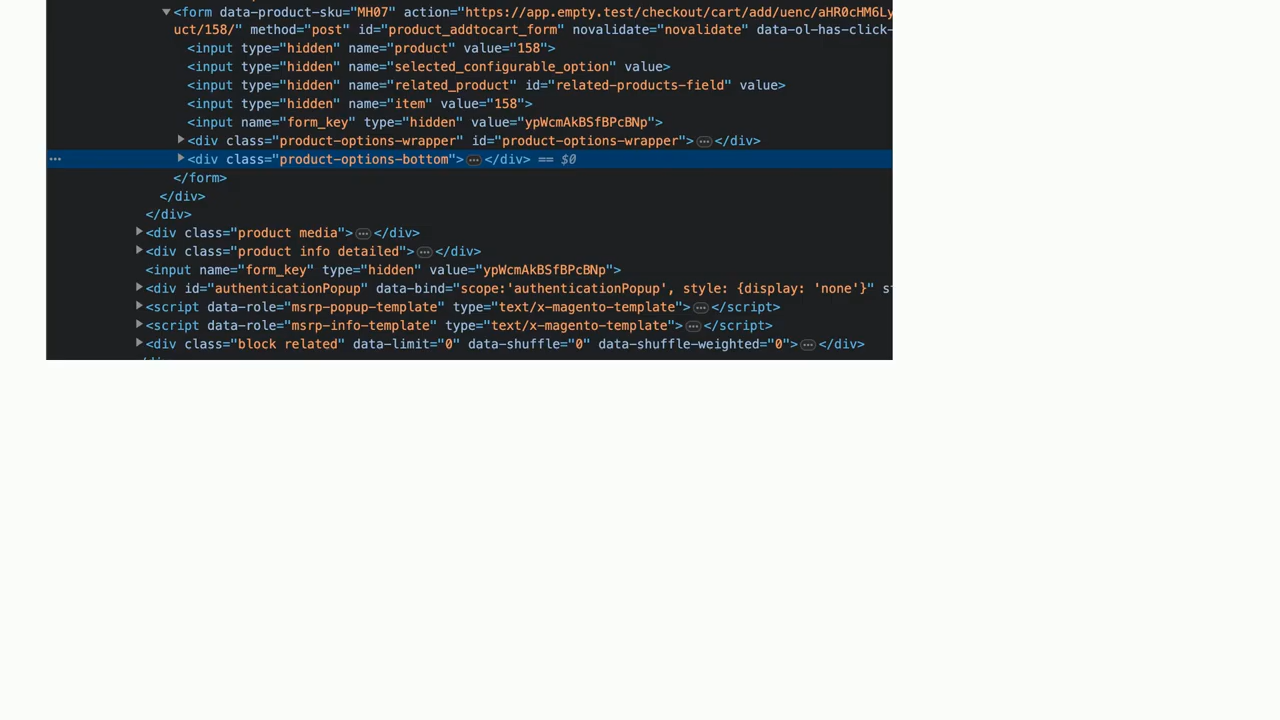 <form data-product-sku="MH07" action="https://app.empty.test/checkout/cart/add/uenc/aHR0cHM6Ly
uct/158/" method="post" id="product_addtocart_form" novalidate="novalidate" data-ol-has-click-
<input type="hidden" name="product" value="158">
<input type="hidden" name="selected_configurable_option" value>
<input type="hidden" name="related_product" id="related-products-field" value>
<input type="hidden" name="item" value="158">
<input name="form_key" type="hidden" value="ypWcmAkBSfBPcBNp">
<div class="product-options-wrapper" id="product-options-wrapper">…</div>
… <div class="product-options-bottom">…</div> == $0
</form>
</div>
</div>
<div class="product media">…</div>
<div class="product info detailed">…</div>
<input name="form_key" type="hidden" value="ypWcmAkBSfBPcBNp">
<div id="authenticationPopup" data-bind="scope:'authenticationPopup', style: {display: 'none'}" st
<script data-role="msrp-popup-template" type="text/x-magento-template">…</script>
<script data-role="msrp-info-template" type="text/x-magento-template">…</script>
<div class="block related" data-limit="0" data-shuffle="0" data-shuffle-weighted="0">…</div>